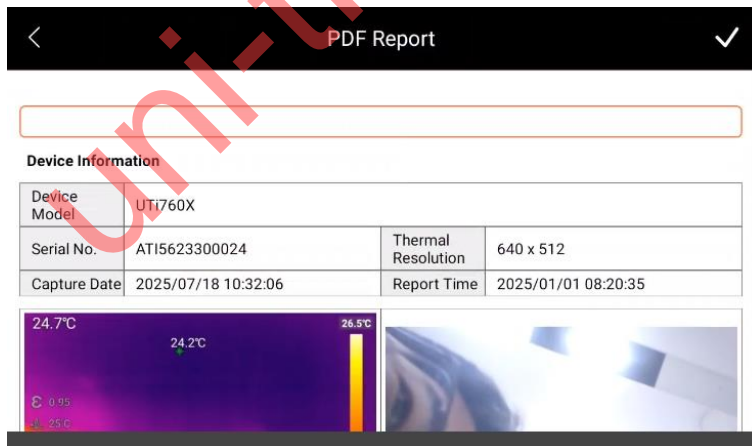 PDF Report
Device Information
Device Model UTi760X
Serial No. ATI5623300024 Thermal Resolution 640 x 512
Capture Date 2025/07/18 10:32:06 Report Time 2025/01/01 08:20:35
24.7℃ 26.5℃
24.2℃
ε 0.95
25 C
uni-t